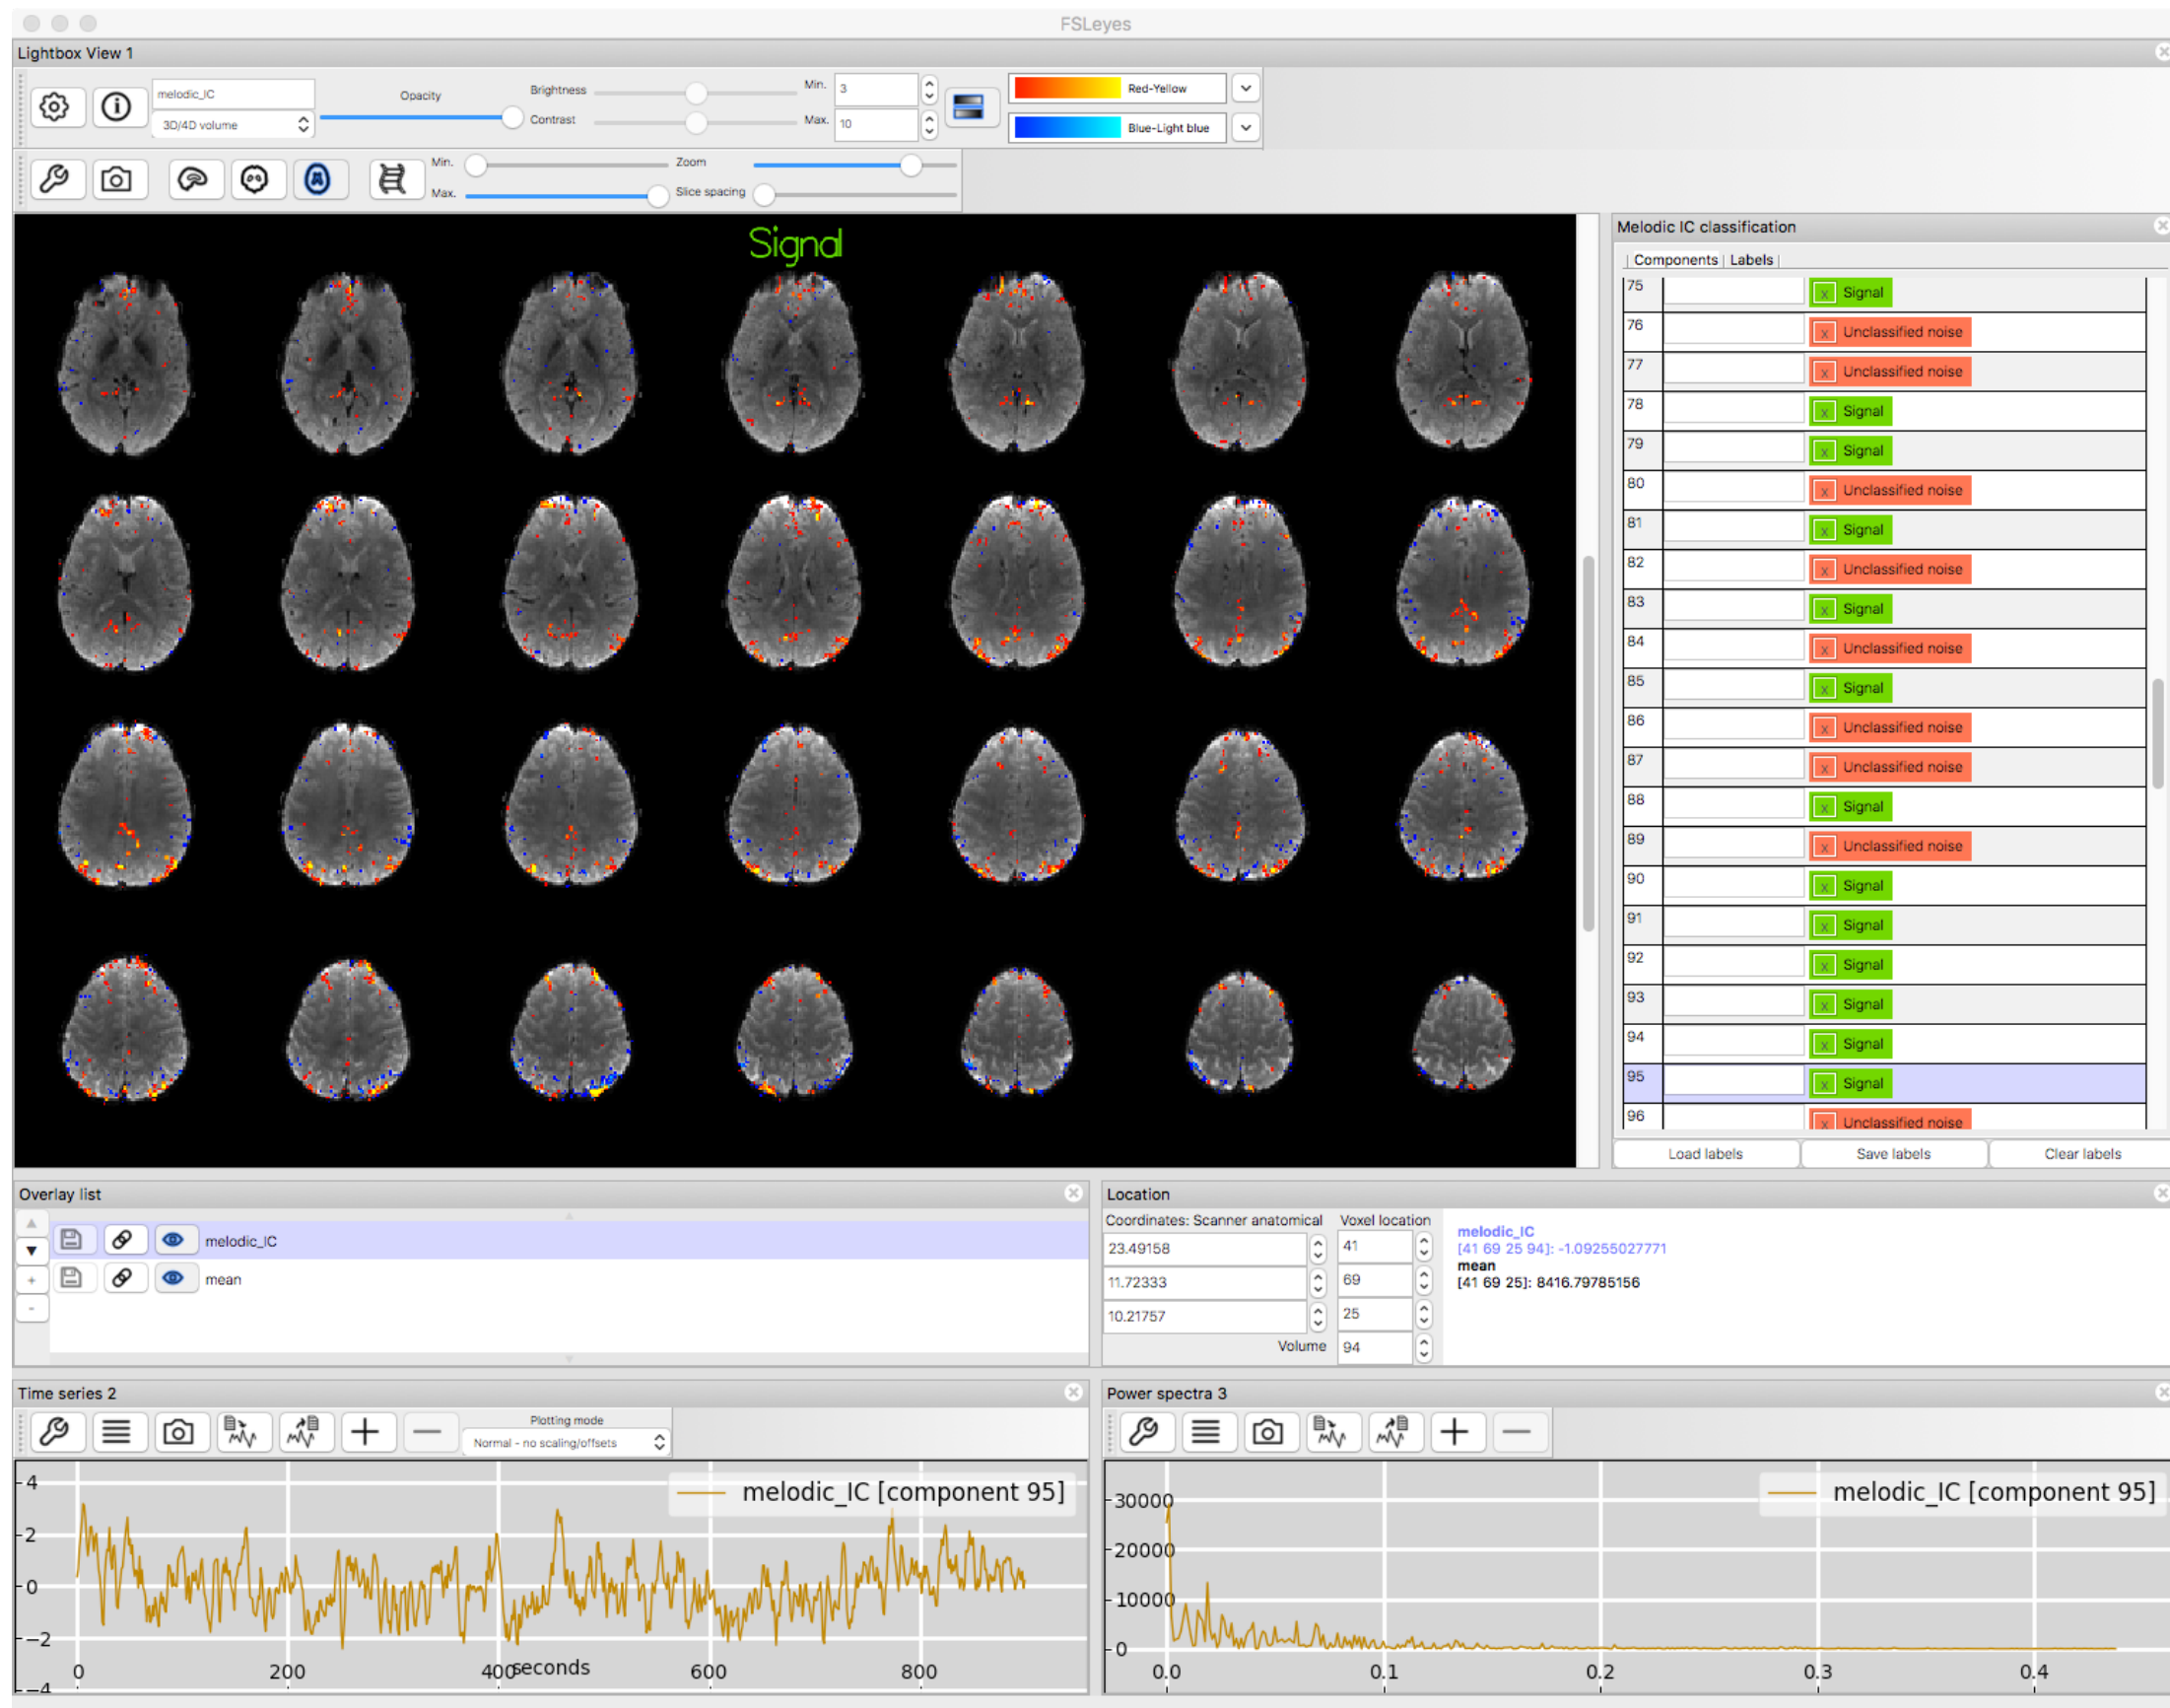 FSLeyes
Lightbox View 1
melodic_IC
3D/4D volume
Opacity
Brightness
Contrast
Min. 3
Max. 10
Red-Yellow
Blue-Light blue
Min.
Max.
Zoom
Slice spacing
Signal
Melodic IC classification
Components Labels
75 x Signal
76 x Unclassified noise
77 x Unclassified noise
78 x Signal
79 x Signal
80 x Unclassified noise
81 x Signal
82 x Unclassified noise
83 x Signal
84 x Unclassified noise
85 x Signal
86 x Unclassified noise
87 x Unclassified noise
88 x Signal
89 x Unclassified noise
90 x Signal
91 x Signal
92 x Signal
93 x Signal
94 x Signal
95 x Signal
96 x Unclassified noise
Load labels Save labels Clear labels
Overlay list
melodic_IC
mean
Location
Coordinates: Scanner anatomical Voxel location
23.49158 41
11.72333 69
10.21757 25
Volume 94
melodic_IC
[41 69 25 94]: -1.09255027771
mean
[41 69 25]: 8416.79785156
Time series 2
Plotting mode
Normal - no scaling/offsets
melodic_IC [component 95]
4
2
0
−2
−4
0 200 400 600 800
seconds
Power spectra 3
melodic_IC [component 95]
30000
20000
10000
0
0.0 0.1 0.2 0.3 0.4